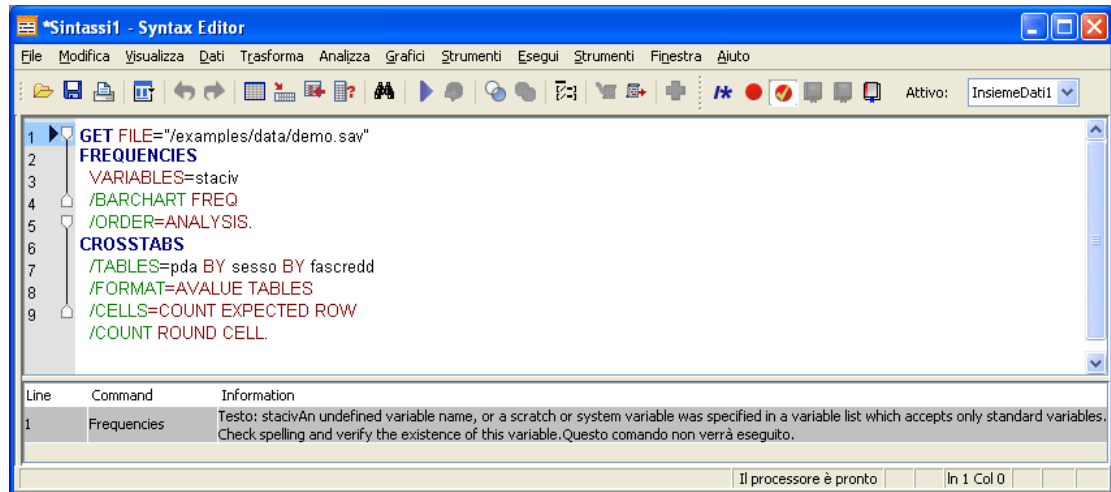 *Sintassi1 - Syntax Editor
File Modifica Visualizza Dati Trasforma Analizza Grafici Strumenti Esegui Strumenti Finestra Aiuto
Attivo: InsiemeDati1
1 GET FILE="/examples/data/demo.sav"
2 FREQUENCIES
3 VARIABLES=staciv
4 /BARCHART FREQ
5 /ORDER=ANALYSIS.
6 CROSSTABS
7 /TABLES=pda BY sesso BY fascredd
8 /FORMAT=AVALUE TABLES
9 /CELLS=COUNT EXPECTED ROW
/COUNT ROUND CELL.
Line Command Information
1 Frequencies Testo: stacivAn undefined variable name, or a scratch or system variable was specified in a variable list which accepts only standard variables.
Check spelling and verify the existence of this variable.Questo comando non verrà eseguito.
Il processore è pronto In 1 Col 0